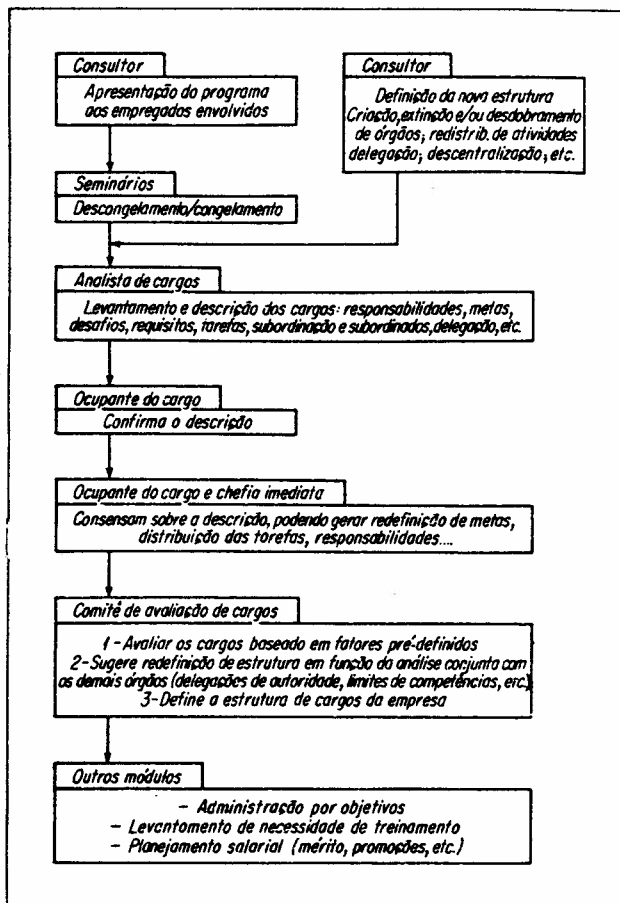 Consultor
Apresentação do programa
aos empregados envolvidos
Consultor
Definição da nova estrutura
Criação, extinção e/ou desdobramento
de órgãos; redistrib. de atividades
delegação; descentralização; etc.
Seminários
Descongelamento/congelamento
Analista de cargos
Levantamento e descrição dos cargos: responsabilidades, metas,
desafios, requisitos, tarefas, subordinação e subordinados, delegação, etc.
Ocupante do cargo
Confirma o descrição
Ocupante do cargo e chefia imediata
Consensam sobre a descrição, podendo gerar redefinição de metas,
distribuição das tarefas, responsabilidades....
Comitê de avaliação de cargos
1-Avaliar os cargos baseado em fatores pré-definidos
2-Sugere redefinição de estrutura em função da análise conjunta com
os demais órgãos (delegações de autoridade, limites de competências, etc.)
3-Define a estrutura de cargos da empresa
Outros módulos
- Administração por objetivos
- Levantomento de necessidade de treinamento
- Planejamento salarial (mérito, promoções, etc.)